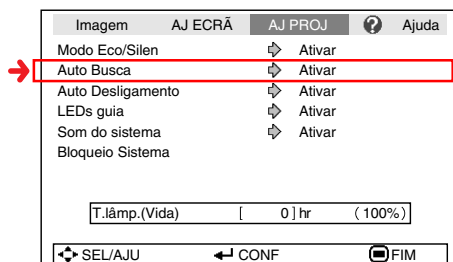 Imagem AJ ECRÃ AJ PROJ ? Ajuda
Modo Eco/Silen Ativar
Auto Busca Ativar
Auto Desligamento Ativar
LEDs guia Ativar
Som do sistema Ativar
Bloqueio Sistema
T.lâmp.(Vida) [ 0 ] hr ( 100% )
SEL/AJU CONF FIM